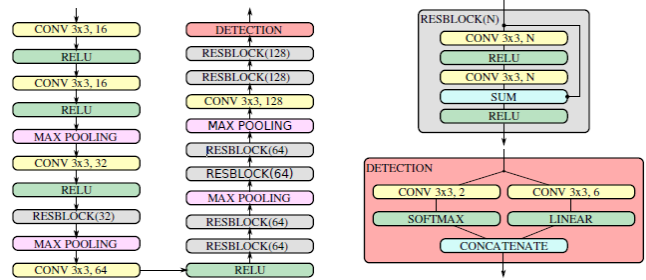 CONV 3x3, 16
RELU
CONV 3x3, 16
RELU
MAX POOLING
CONV 3x3, 32
RELU
RESBLOCK(32)
MAX POOLING
CONV 3x3, 64
DETECTION
RESBLOCK(128)
RESBLOCK(128)
CONV 3x3, 128
MAX POOLING
RESBLOCK(64)
RESBLOCK(64)
MAX POOLING
RESBLOCK(64)
RESBLOCK(64)
RELU
RESBLOCK(N)
CONV 3x3, N
RELU
CONV 3x3, N
SUM
RELU
DETECTION
CONV 3x3, 2
CONV 3x3, 6
SOFTMAX
LINEAR
CONCATENATE